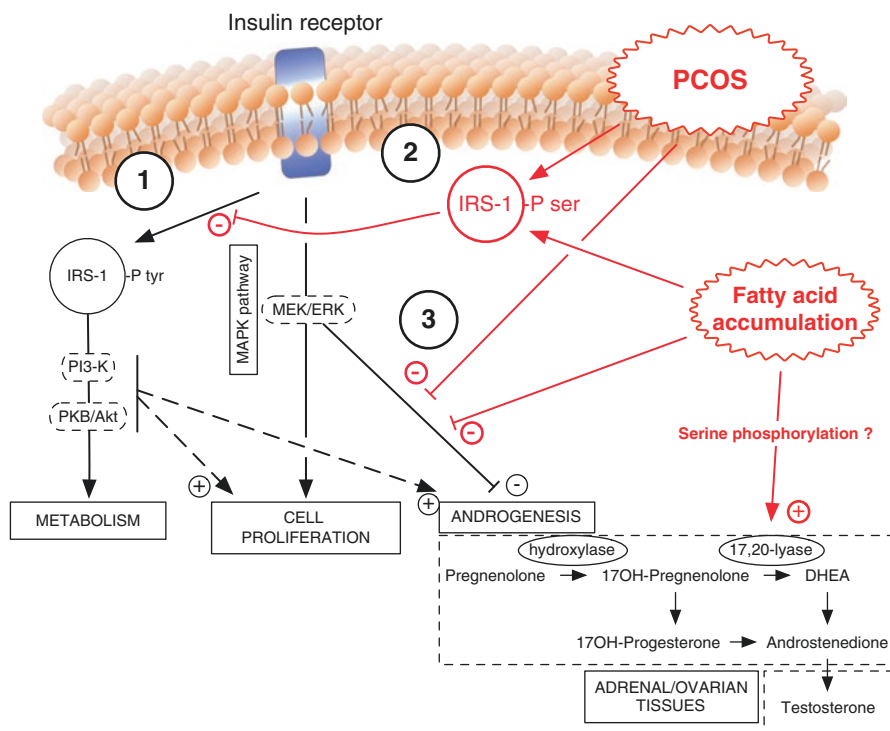 Insulin receptor
PCOS
1
2
IRS-1 -P ser
-
IRS-1 -P tyr
MAPK pathway
MEK/ERK
3
Fatty acid
accumulation
PI3-K
-
PKB/Akt
-
Serine phosphorylation ?
+
+
-
+
METABOLISM
CELL
PROLIFERATION
ANDROGENESIS
hydroxylase
17,20-lyase
Pregnenolone
17OH-Pregnenolone
DHEA
17OH-Progesterone
Androstenedione
ADRENAL/OVARIAN
TISSUES
Testosterone